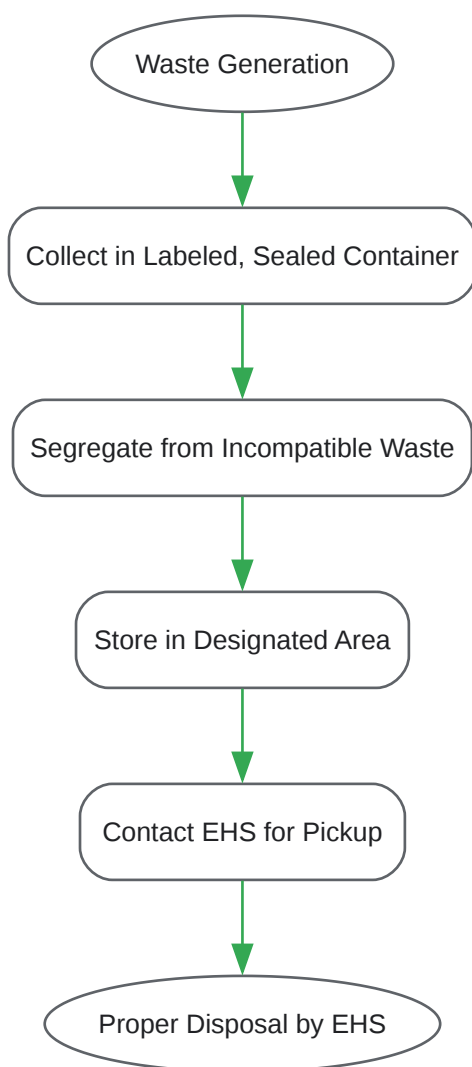 Waste Generation
Collect in Labeled, Sealed Container
Segregate from Incompatible Waste
Store in Designated Area
Contact EHS for Pickup
Proper Disposal by EHS